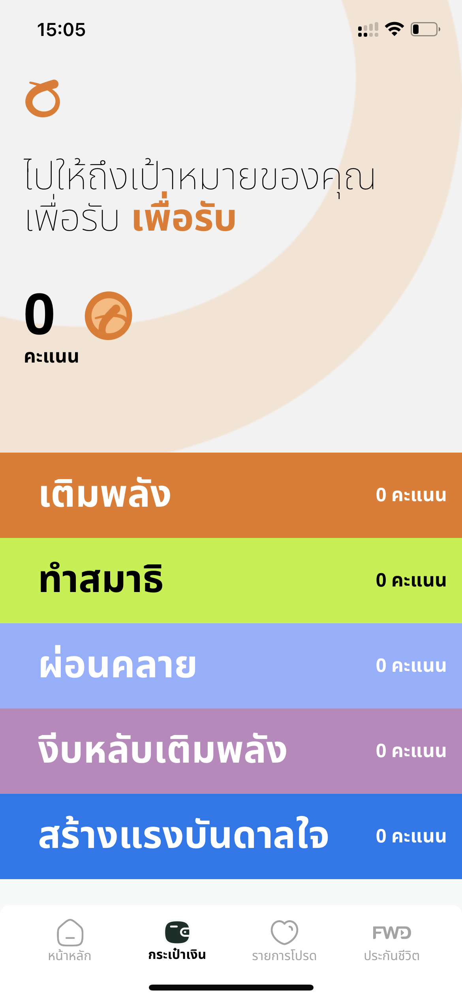 15:05
ไปให้ถึงเป้าหมายของคุณ
เพื่อรับ เพื่อรับ
0
คะแนน
เติมพลัง 0 คะแนน
ทำสมาธิ 0 คะแนน
ผ่อนคลาย 0 คะแนน
งีบหลับเติมพลัง 0 คะแนน
สร้างแรงบันดาลใจ 0 คะแนน
FWD
หน้าหลัก กระเป๋าเงิน รายการโปรด ประกันชีวิต